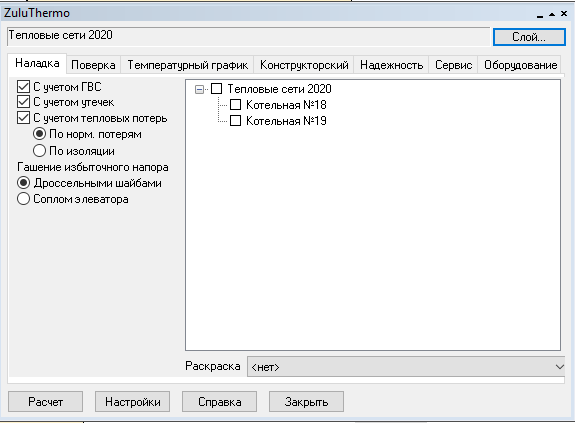 ZuluThermo
Тепловые сети 2020
Слой...
Наладка Поверка Температурный график Конструкторский Надежность Сервис Оборудование
С учетом ГВС
С учетом утечек
С учетом тепловых потерь
По норм. потерям
По изоляции
Гашение избыточного напора
Дроссельными шайбами
Соплом элеватора
Тепловые сети 2020
Котельная №18
Котельная №19
Раскраска <нет>
Расчет Настройки Справка Закрыть